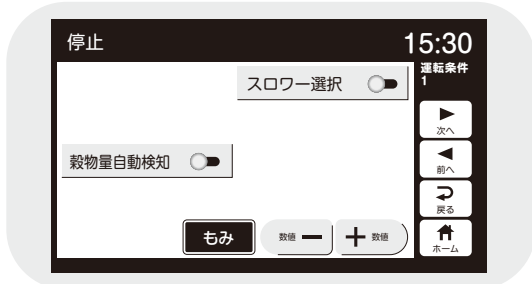 停止
15:30
運転条件
1
スロワー選択
次へ
穀物量自動検知
前へ
戻る
もみ
数値
数値
ホーム